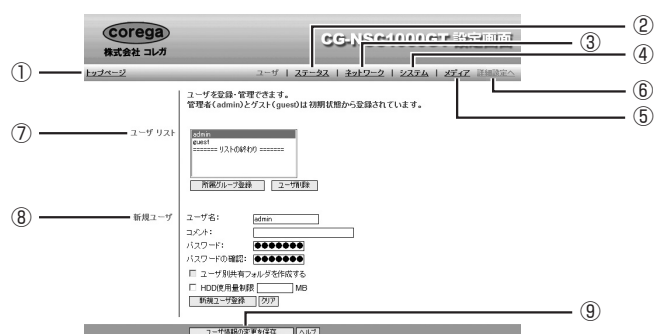 corega
株式会社 コレガ
CG-NSC1000GT 設定画面
② ③ ④
① トップページ ユーザ | ステータス | ネットワーク | システム | メディア 詳細設定へ ⑥
⑤
ユーザを登録・管理できます。
管理者(admin)とゲスト(guest)は初期状態から登録されています。
⑦ ユーザ リスト
admin
guest
======= リストの終わり =======
所属グループ登録 ユーザ削除
⑧ 新規ユーザ ユーザ名: admin
コメント:
パスワード: ●●●●●●●
パスワードの確認: ●●●●●●●
ユーザ別共有フォルダを作成する
HDD使用量制限 MB
新規ユーザ登録 クリア
⑨
ユーザ情報の変更を保存 ヘルプ